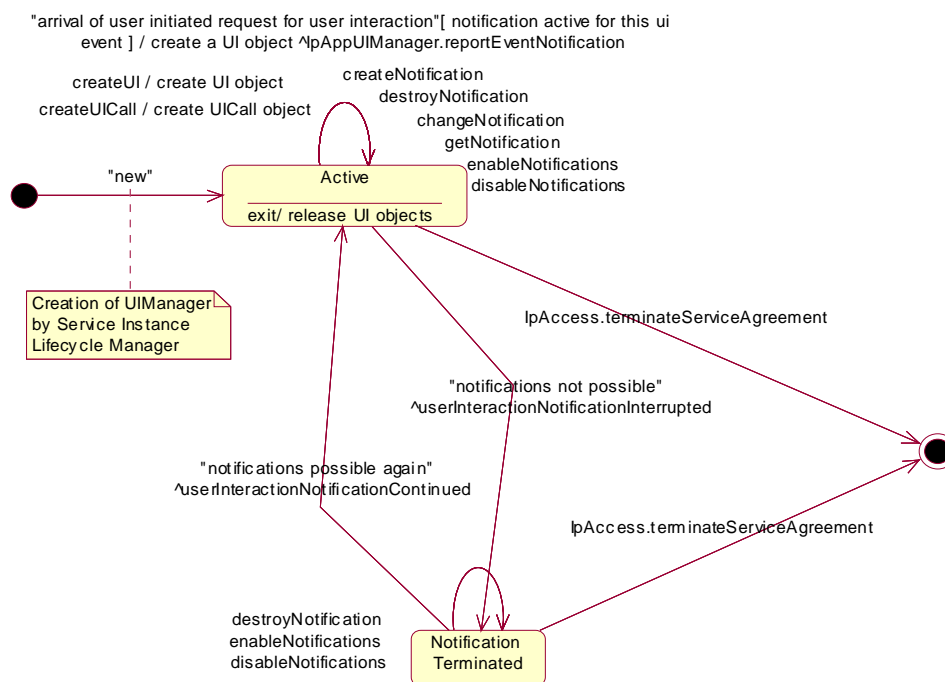 "arrival of user initiated request for user interaction"[ notification active for this ui
event ] / create a UI object ^IpAppUIManager.reportEventNotification
createUI / create UI object
createUICall / create UICall object
createNotification
destroyNotification
changeNotification
getNotification
enableNotifications
disableNotifications
"new"
Active
exit/ release UI objects
Creation of UIManager
by Service Instance
Lifecycle Manager
IpAccess.terminateServiceAgreement
"notifications not possible"
^userInteractionNotificationInterrupted
"notifications possible again"
^userInteractionNotificationContinued
IpAccess.terminateServiceAgreement
destroyNotification
enableNotifications
disableNotifications
Notification
Terminated